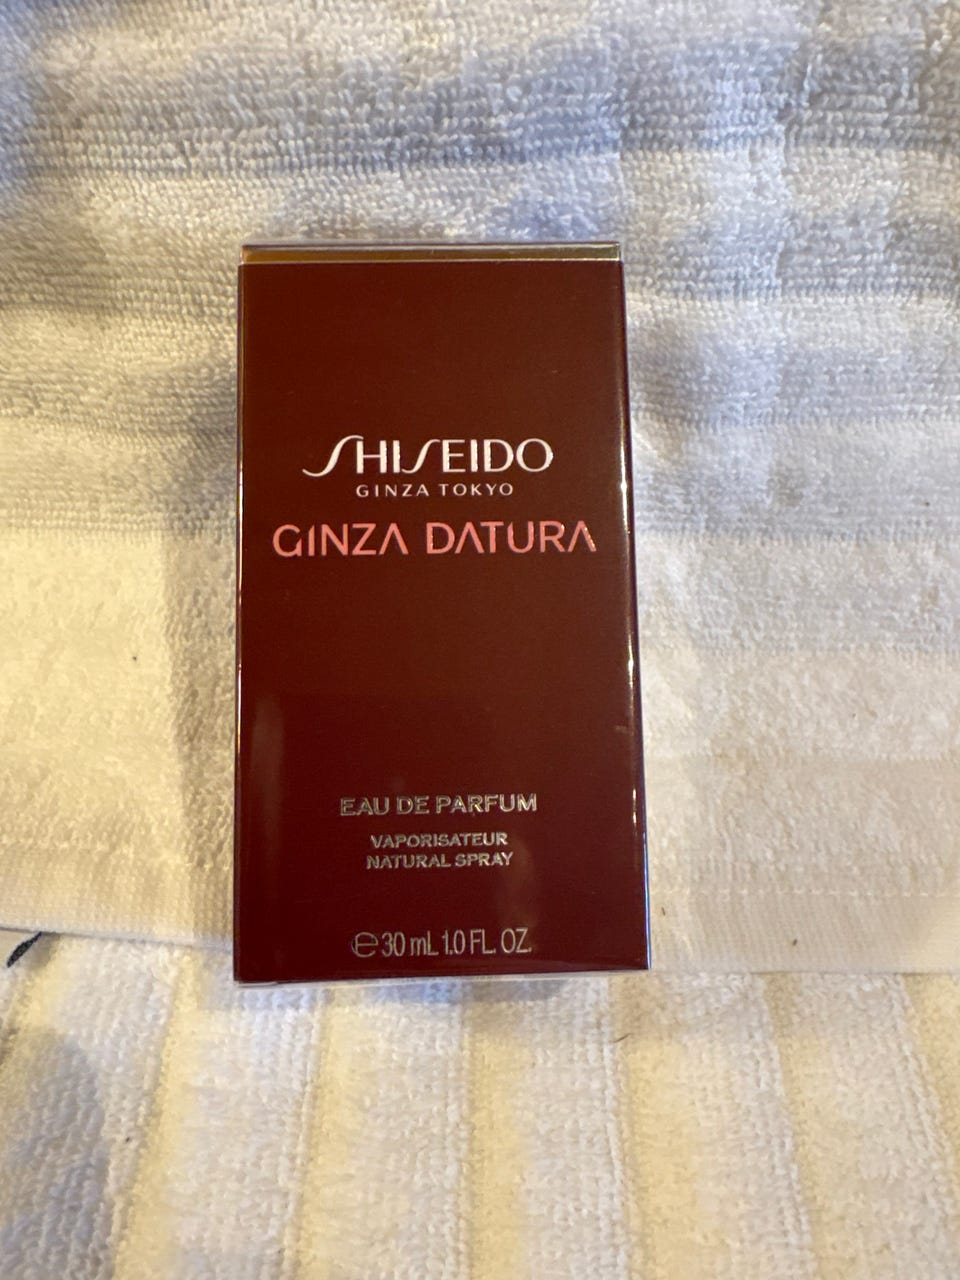 SHISEIDO
GINZA TOKYO
GINZA DATURA
EAU DE PARFUM
VAPORISATEUR
NATURAL SPRAY
℮ 30 mL 1.0 FL. OZ.